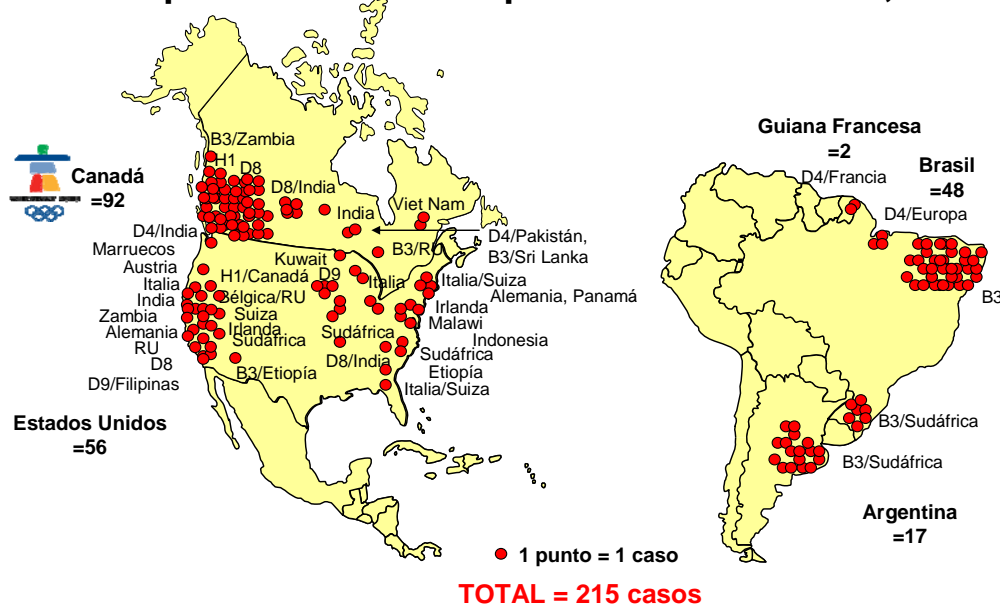 B3/Zambia
H1
D8
D8/India
Canadá
=92
India
Viet Nam
D4/India
D4/Pakistán,
B3/Sri Lanka
Marruecos
B3/RU
Kuwait
Austria
H1/Canadá
D9
Italia
Italia/Suiza
Italia
Alemania, Panamá
India
Bélgica/RU
Irlanda
Zambia
Suiza
Malawi
Alemania
Irlanda
Sudáfrica
Indonesia
RU
Sudáfrica
D8
D8/India
Sudáfrica
B3/Etiopía
Etiopía
D9/Filipinas
Italia/Suiza
Estados Unidos
=56
Guiana Francesa
=2
D4/Francia
Brasil
=48
D4/Europa
B3
B3/Sudáfrica
B3/Sudáfrica
Argentina
=17
1 punto = 1 caso
TOTAL = 215 casos